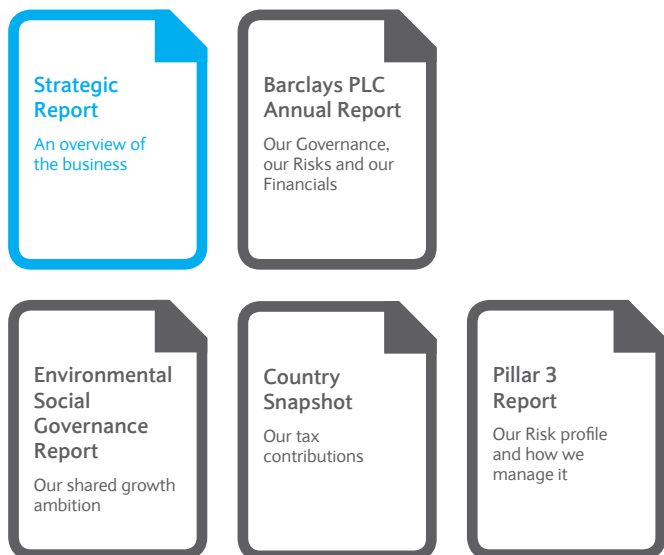 Strategic
Report
An overview of
the business
Barclays PLC
Annual Report
Our Governance,
our Risks and our
Financials
Environmental
Social
Governance
Report
Our shared growth
ambition
Country
Snapshot
Our tax
contributions
Pillar 3
Report
Our Risk profile
and how we
manage it